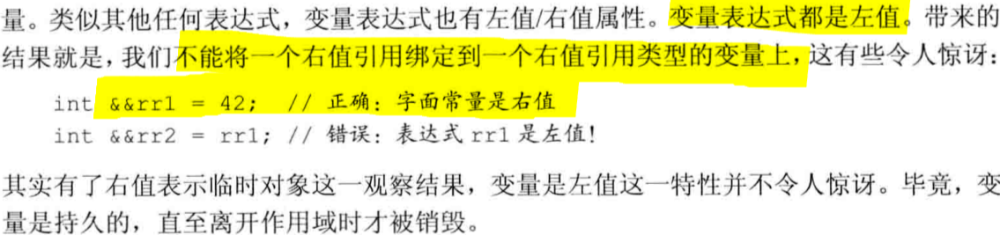 量。类似其他任何表达式，变量表达式也有左值/右值属性。变量表达式都是左值。带来的
结果就是，我们不能将一个右值引用绑定到一个右值引用类型的变量上，这有些令人惊讶：
int &&rr1 = 42;  // 正确：字面常量是右值
int &&rr2 = rr1; // 错误：表达式 rr1 是左值！
其实有了右值表示临时对象这一观察结果，变量是左值这一特性并不令人惊讶。毕竟，变
量是持久的，直至离开作用域时才被销毁。